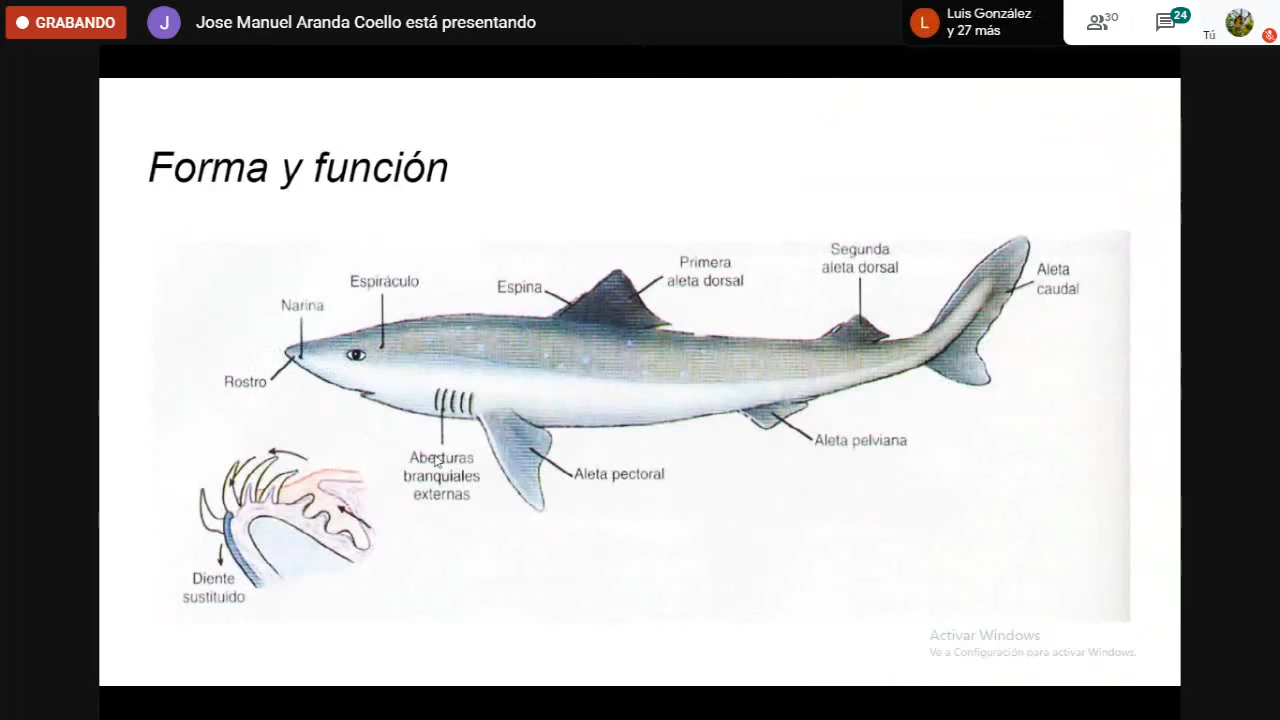 GRABANDO
J
Jose Manuel Aranda Coello está presentando
L
Luis González
y 27 más
30
24
Tú
Forma y función
Segunda
aleta dorsal
Primera
aleta dorsal
Aleta
caudal
Espiráculo
Espina
Narina
Rostro
Aleta pelviana
Aberturas
branquiales
externas
Aleta pectoral
Diente
sustituido
Activar Windows
Ve a Configuración para activar Windows.